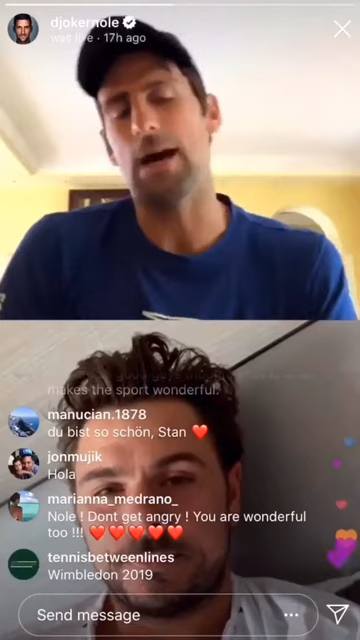 djokernole
was live · 17h ago
makes the sport wonderful.
manucian.1878
du bist so schön, Stan ❤️
jonmujik
Hola
marianna_medrano_
Nole ! Dont get angry ! You are wonderful
too !!! ❤️❤️❤️❤️❤️
tennisbetweenlines
Wimbledon 2019
Send message